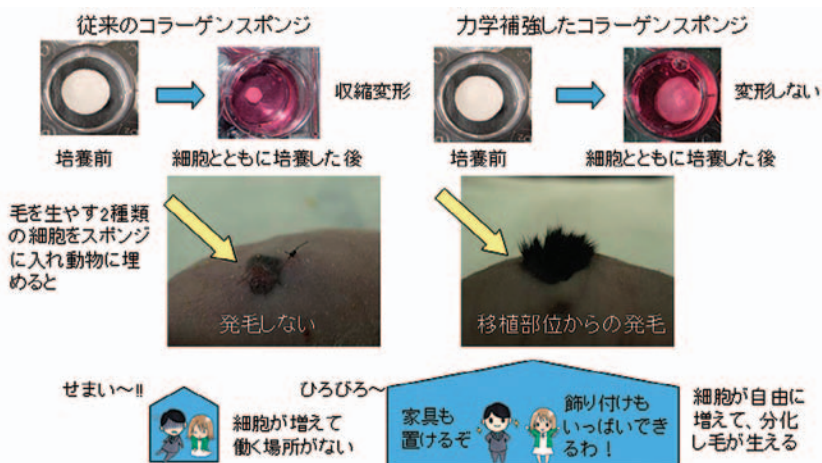 従来のコラーゲンスポンジ
力学補強したコラーゲンスポンジ
収縮変形
変形しない
培養前
細胞とともに培養した後
培養前
細胞とともに培養した後
毛を生やす2種類
の細胞をスポンジ
に入れ動物に埋
めると
発毛しない
移植部位からの発毛
せまい～!!
細胞が増えて
働く場所がない
ひろびろ～
家具も
置けるぞ
飾り付けも
いっぱいでき
るわ！
細胞が自由に
増えて、分化
し毛が生える